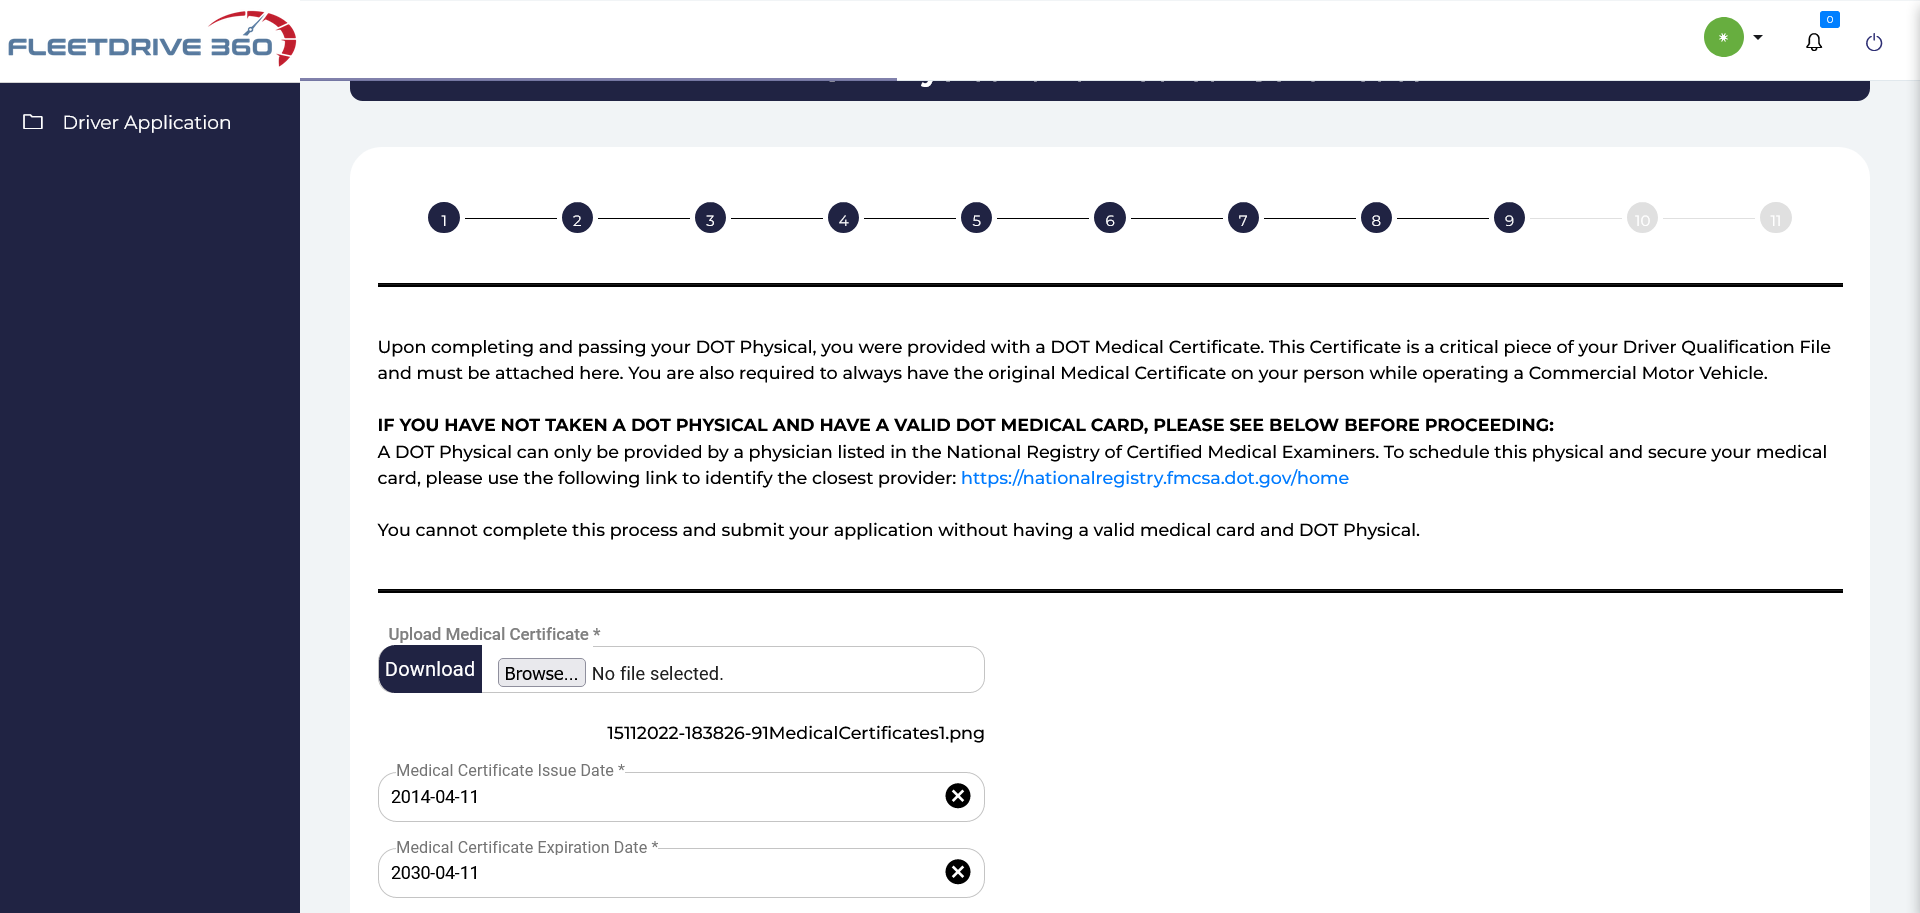 FLEETDRIVE 360
0
Driver Application
1 2 3 4 5 6 7 8 9 10 11
Upon completing and passing your DOT Physical, you were provided with a DOT Medical Certificate. This Certificate is a critical piece of your Driver Qualification File
and must be attached here. You are also required to always have the original Medical Certificate on your person while operating a Commercial Motor Vehicle.
IF YOU HAVE NOT TAKEN A DOT PHYSICAL AND HAVE A VALID DOT MEDICAL CARD, PLEASE SEE BELOW BEFORE PROCEEDING:
A DOT Physical can only be provided by a physician listed in the National Registry of Certified Medical Examiners. To schedule this physical and secure your medical
card, please use the following link to identify the closest provider: https://nationalregistry.fmcsa.dot.gov/home
You cannot complete this process and submit your application without having a valid medical card and DOT Physical.
Upload Medical Certificate *
Download Browse... No file selected.
15112022-183826-91MedicalCertificates1.png
Medical Certificate Issue Date *
2014-04-11
Medical Certificate Expiration Date *
2030-04-11